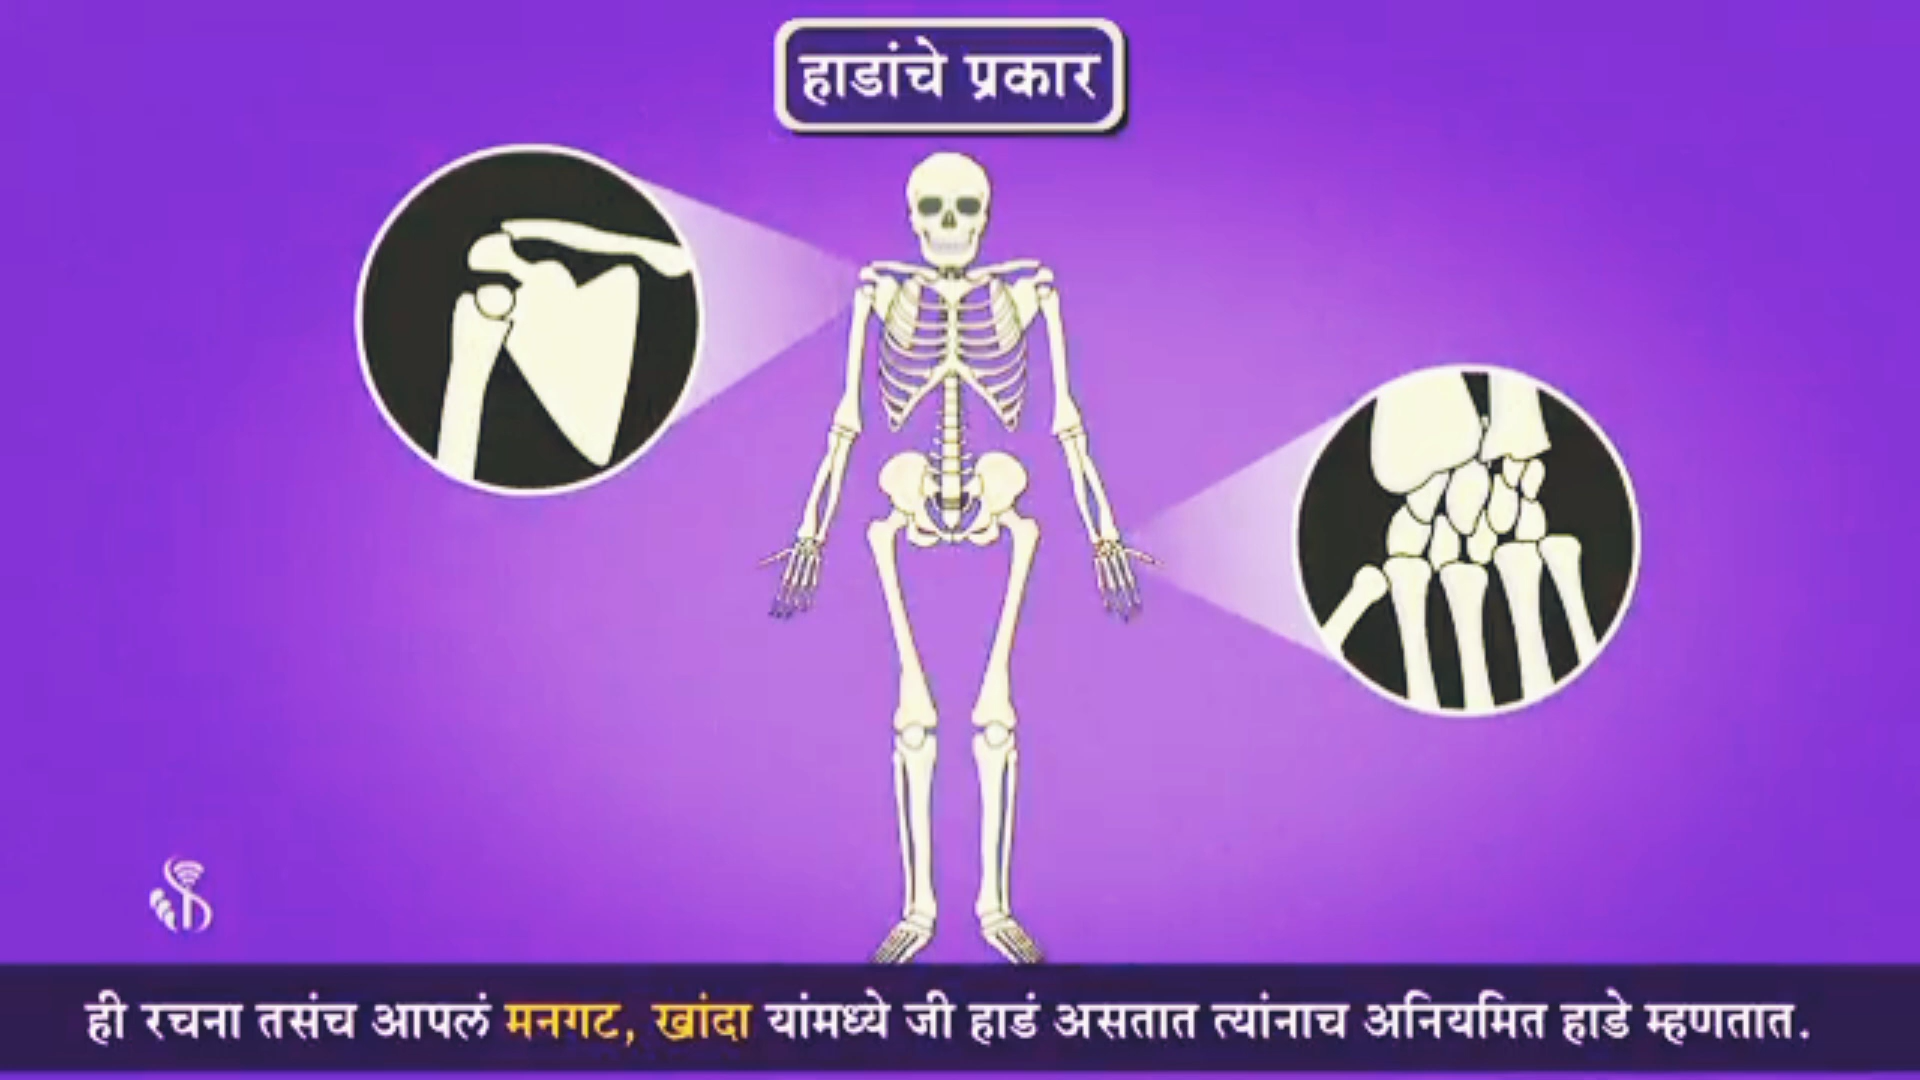 हाडांचे प्रकार
ही रचना तसंच आपलं मनगट, खांदा यांमध्ये जी हाडं असतात त्यांनाच अनियमित हाडे म्हणतात.